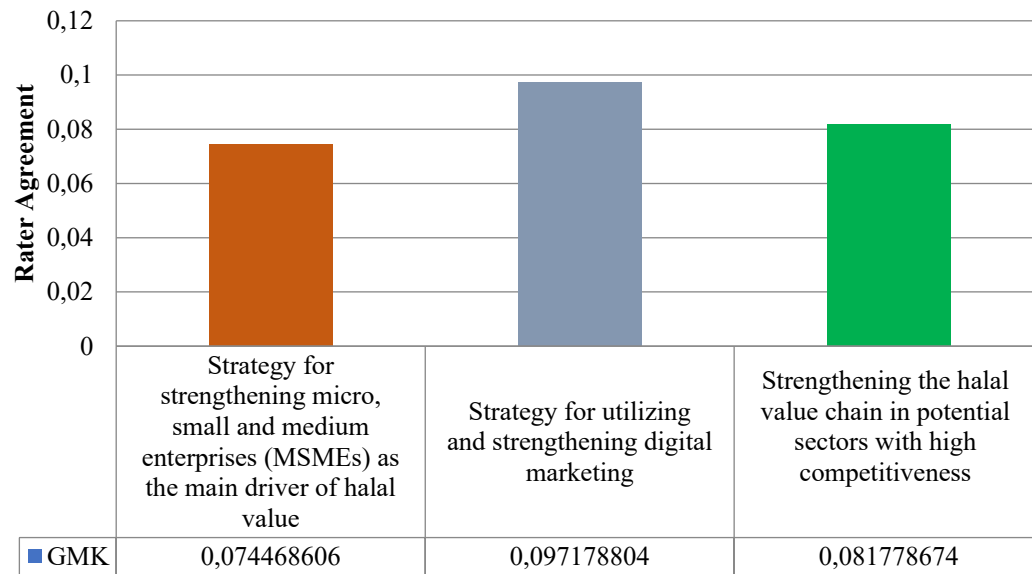 0,12
0,1
0,08
0,06
0,04
0,02
0
Rater Agreement
Strategy for
strengthening micro,
small and medium
enterprises (MSMEs) as
the main driver of halal
value
Strategy for utilizing
and strengthening digital
marketing
Strengthening the halal
value chain in potential
sectors with high
competitiveness
GMK
0,074468606
0,097178804
0,081778674